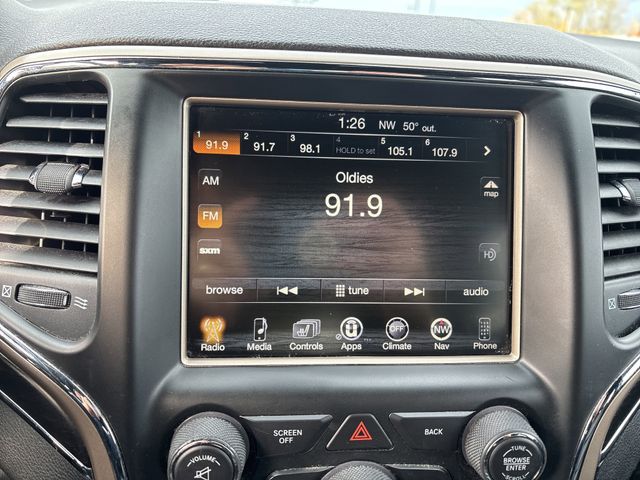 1:26 NW 50° out.
1 91.9 2 91.7 3 98.1 4 HOLD to set 5 105.1 6 107.9
AM
Oldies
91.9
map
FM
sxm
HD
browse tune audio
Radio Media Controls Apps OFF Climate NW Nav Phone
VOLUME
SCREEN OFF
BACK
TUNE
BROWSE
ENTER
SCROLL